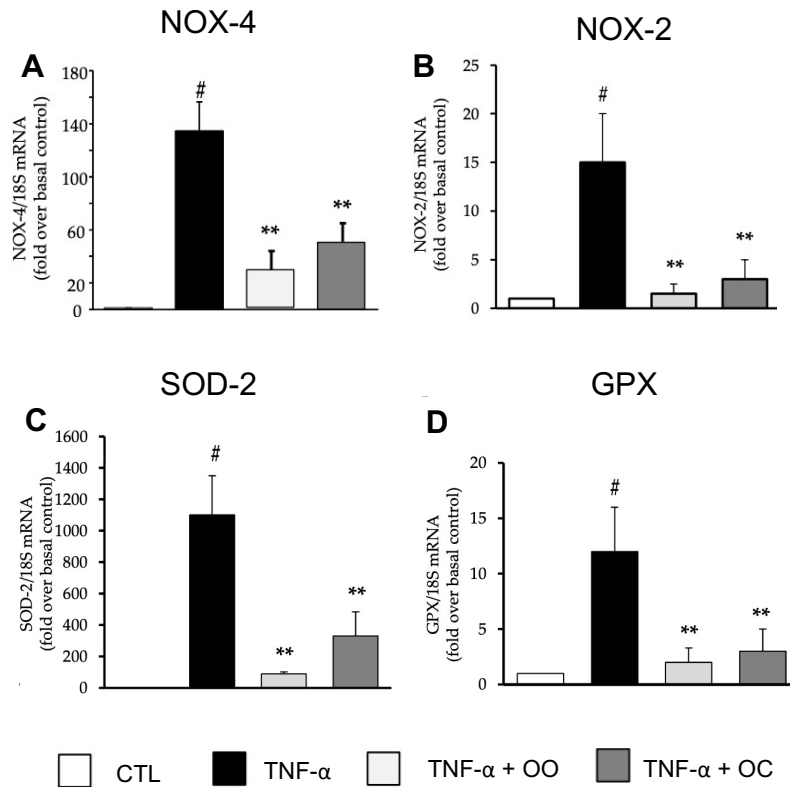 NOX-4
A
NOX-4/18S mRNA
(fold over basal control)
180
140
100
60
20
0
#
**
**
NOX-2
B
NOX-2/18S mRNA
(fold over basal control)
25
20
15
10
5
0
#
**
**
SOD-2
C
SOD-2/18S mRNA
(fold over basal control)
1600
1400
1200
1000
800
600
400
200
0
#
**
**
GPX
D
GPX/18S mRNA
(fold over basal control)
20
15
10
5
0
#
**
**
CTL
TNF-α
TNF-α + OO
TNF-α + OC